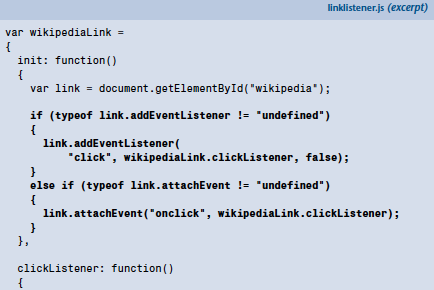 linklistener.js (excerpt)
var wikipediaLink =
{
  init: function()
  {
    var link = document.getElementById("wikipedia");

    if (typeof link.addEventListener != "undefined")
    {
      link.addEventListener(
          "click", wikipediaLink.clickListener, false);
    }
    else if (typeof link.attachEvent != "undefined")
    {
      link.attachEvent("onclick", wikipediaLink.clickListener);
    }
  },

  clickListener: function()
  {